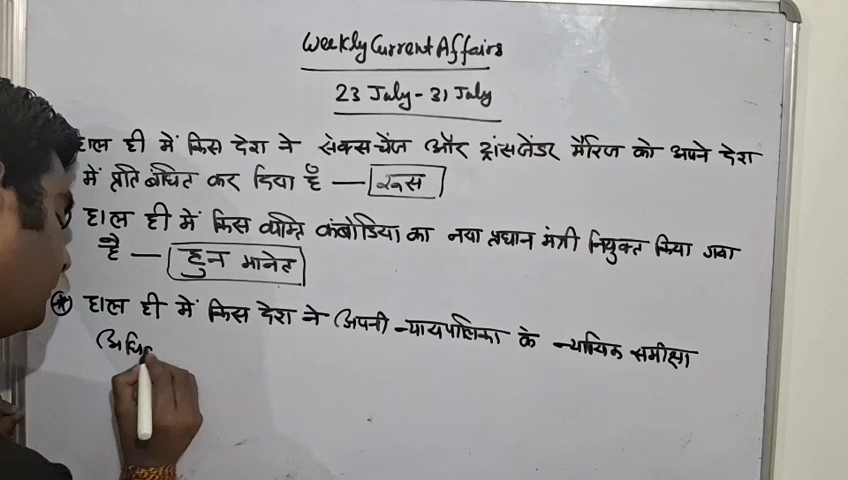 Weekly Current Affairs
23 July - 31 July
हाल ही में किस देश ने सेक्स चेंज और ट्रांसजेंडर मैरिज को अपने देश
में प्रतिबंधित कर दिया है — रूस
हाल ही में किस व्यक्ति कंबोडिया का नया प्रधान मंत्री नियुक्त किया गया
है — हुन मानेट
* हाल ही में किस देश ने अपनी न्यायपालिका के न्यायिक समीक्षा